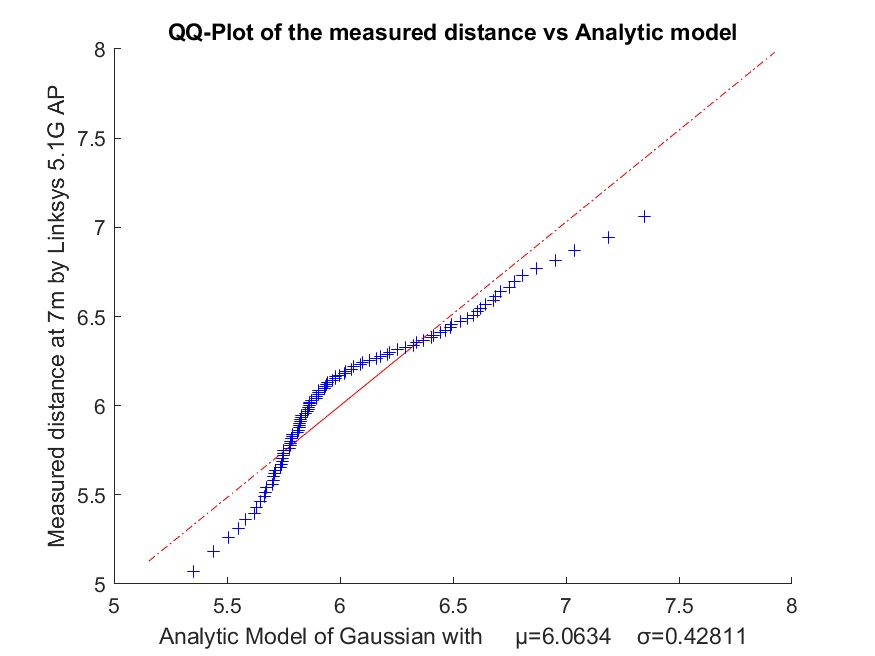 QQ-Plot of the measured distance vs Analytic model
Measured distance at 7m by Linksys 5.1G AP
8
7.5
7
6.5
6
5.5
5
5 5.5 6 6.5 7 7.5 8
Analytic Model of Gaussian with μ=6.0634 σ=0.42811